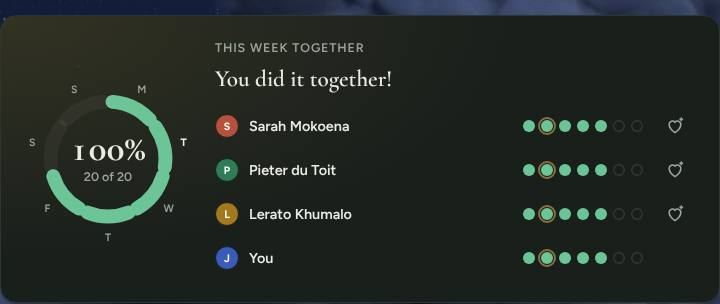 THIS WEEK TOGETHER
You did it together!
S M
S T
100%
20 of 20
F W
T
S Sarah Mokoena
P Pieter du Toit
L Lerato Khumalo
J You